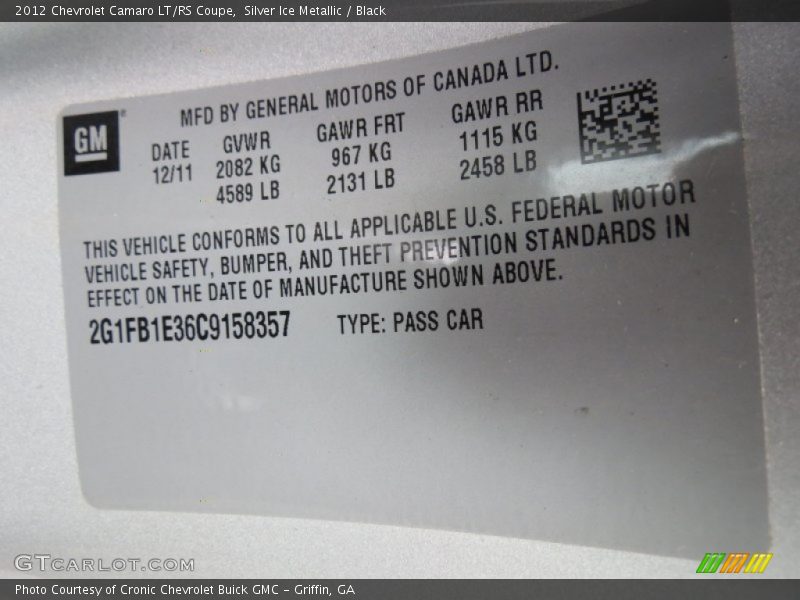 2012 Chevrolet Camaro LT/RS Coupe, Silver Ice Metallic / Black
MFD BY GENERAL MOTORS OF CANADA LTD.
GM
DATE GVWR GAWR FRT GAWR RR
12/11 2082 KG 967 KG 1115 KG
4589 LB 2131 LB 2458 LB
THIS VEHICLE CONFORMS TO ALL APPLICABLE U.S. FEDERAL MOTOR
VEHICLE SAFETY, BUMPER, AND THEFT PREVENTION STANDARDS IN
EFFECT ON THE DATE OF MANUFACTURE SHOWN ABOVE.
2G1FB1E36C9158357 TYPE: PASS CAR
GTCARLOT.COM
Photo Courtesy of Cronic Chevrolet Buick GMC – Griffin, GA